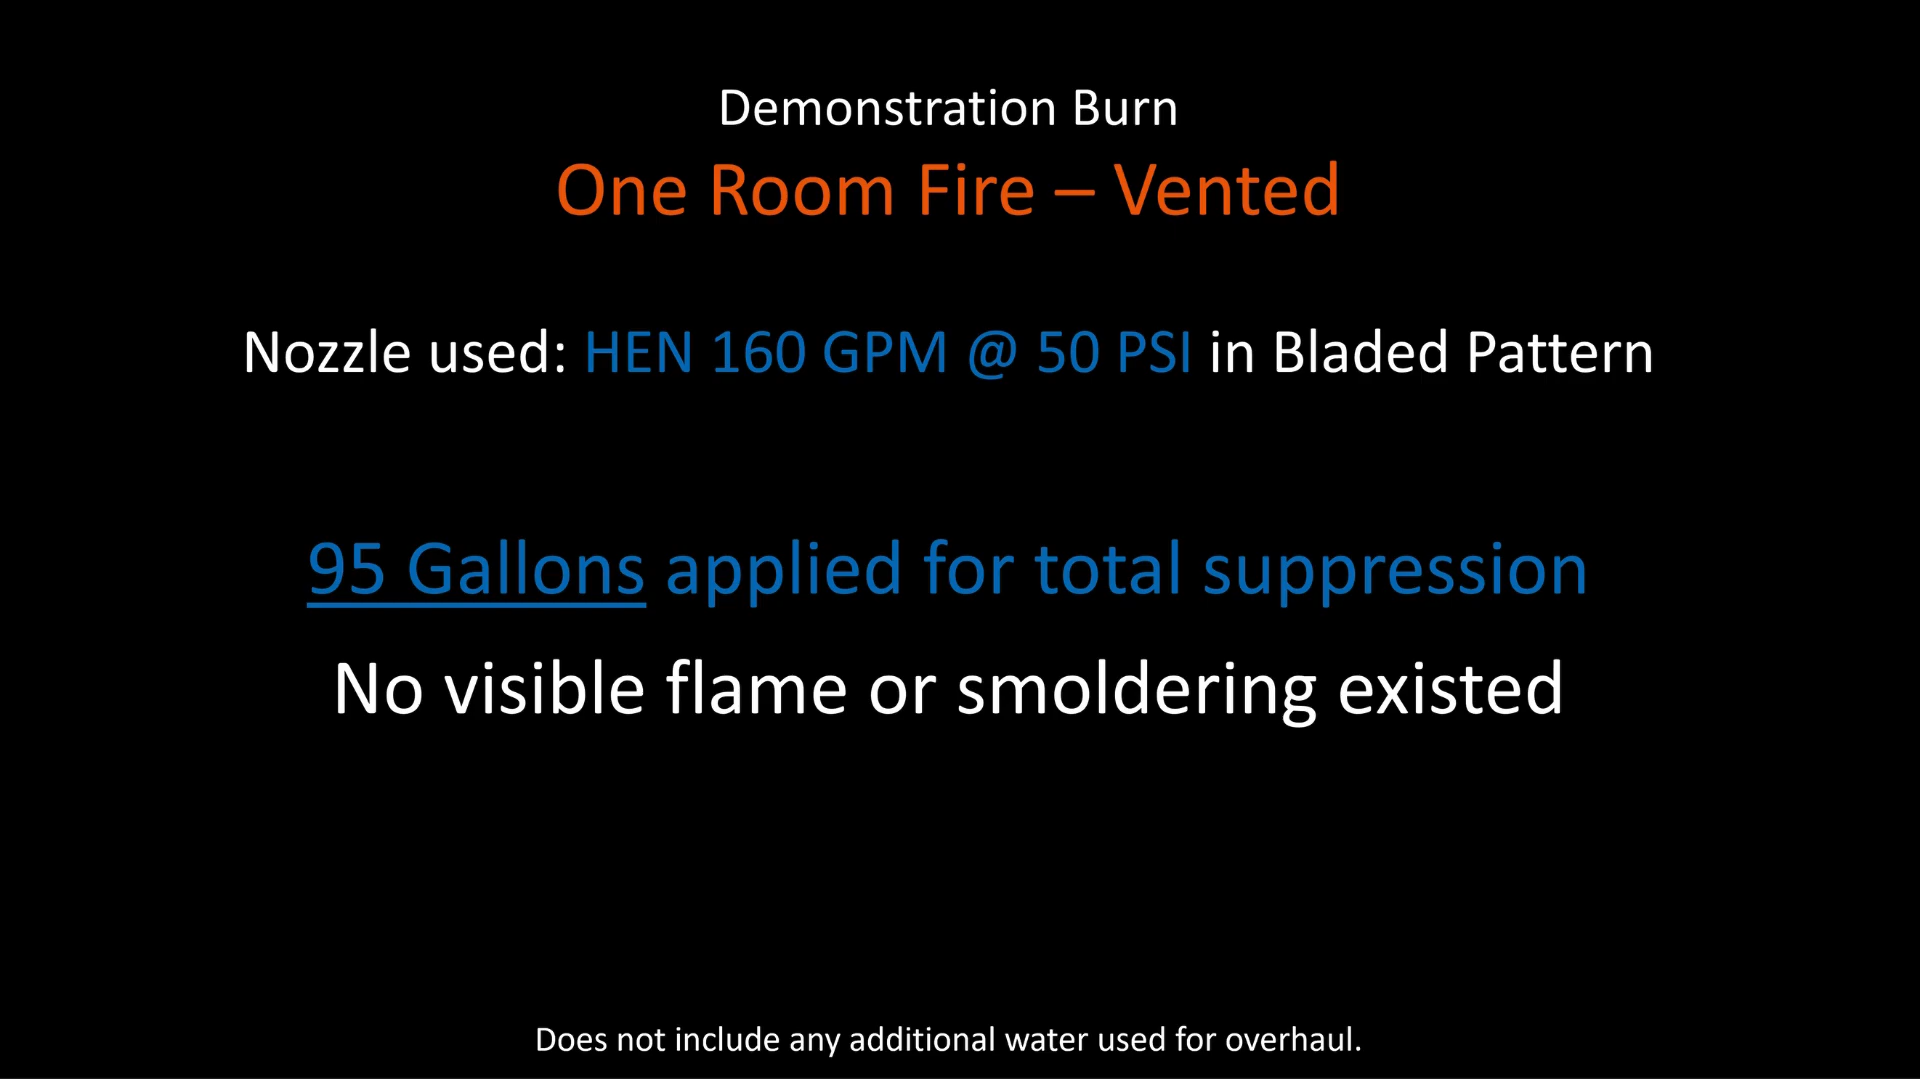 Demonstration Burn
One Room Fire – Vented
Nozzle used: HEN 160 GPM @ 50 PSI in Bladed Pattern
95 Gallons applied for total suppression
No visible flame or smoldering existed
Does not include any additional water used for overhaul.